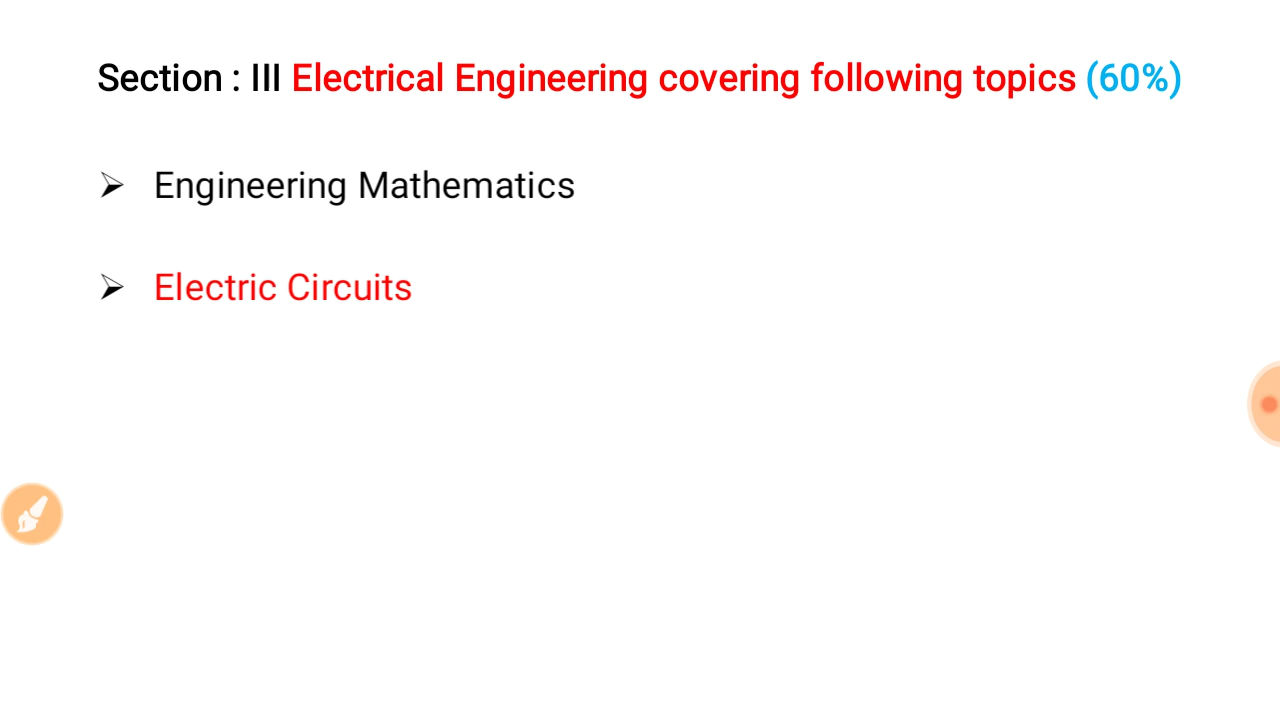 Section : III Electrical Engineering covering following topics (60%)
Engineering Mathematics
Electric Circuits